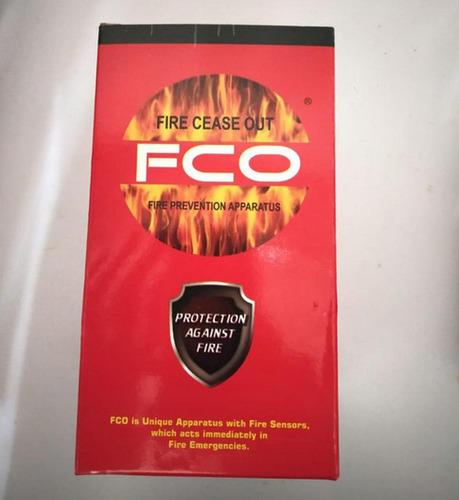 ®
FIRE CEASE OUT
FCO
FIRE PREVENTION APPARATUS
PROTECTION
AGAINST
FIRE
FCO is Unique Apparatus with Fire Sensors,
which acts immediately in
Fire Emergencies.